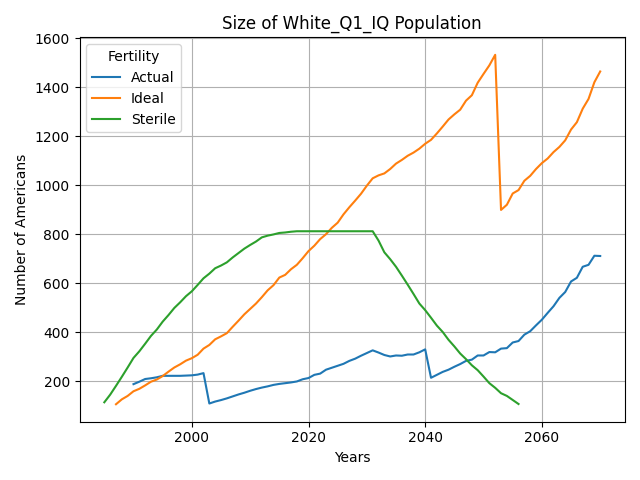 Size of White_Q1_IQ Population
1600
1400
1200
1000
800
600
400
200
Number of Americans
Fertility
Actual
Ideal
Sterile
2000
2020
2040
2060
Years